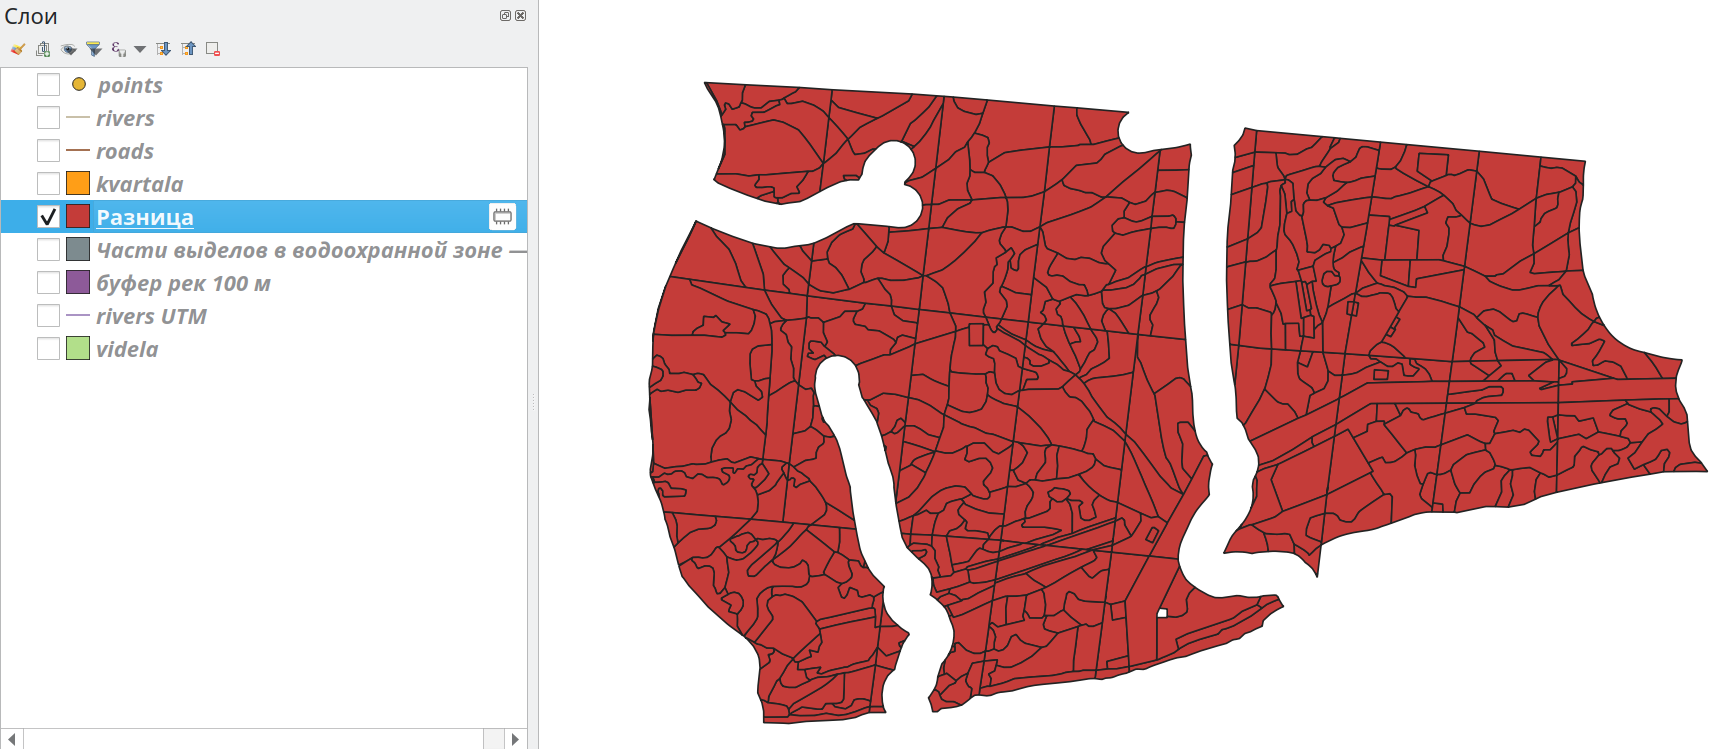 Слои
points
rivers
roads
kvartala
Разница
Части выделов в водоохранной зоне —
буфер рек 100 м
rivers UTM
videla